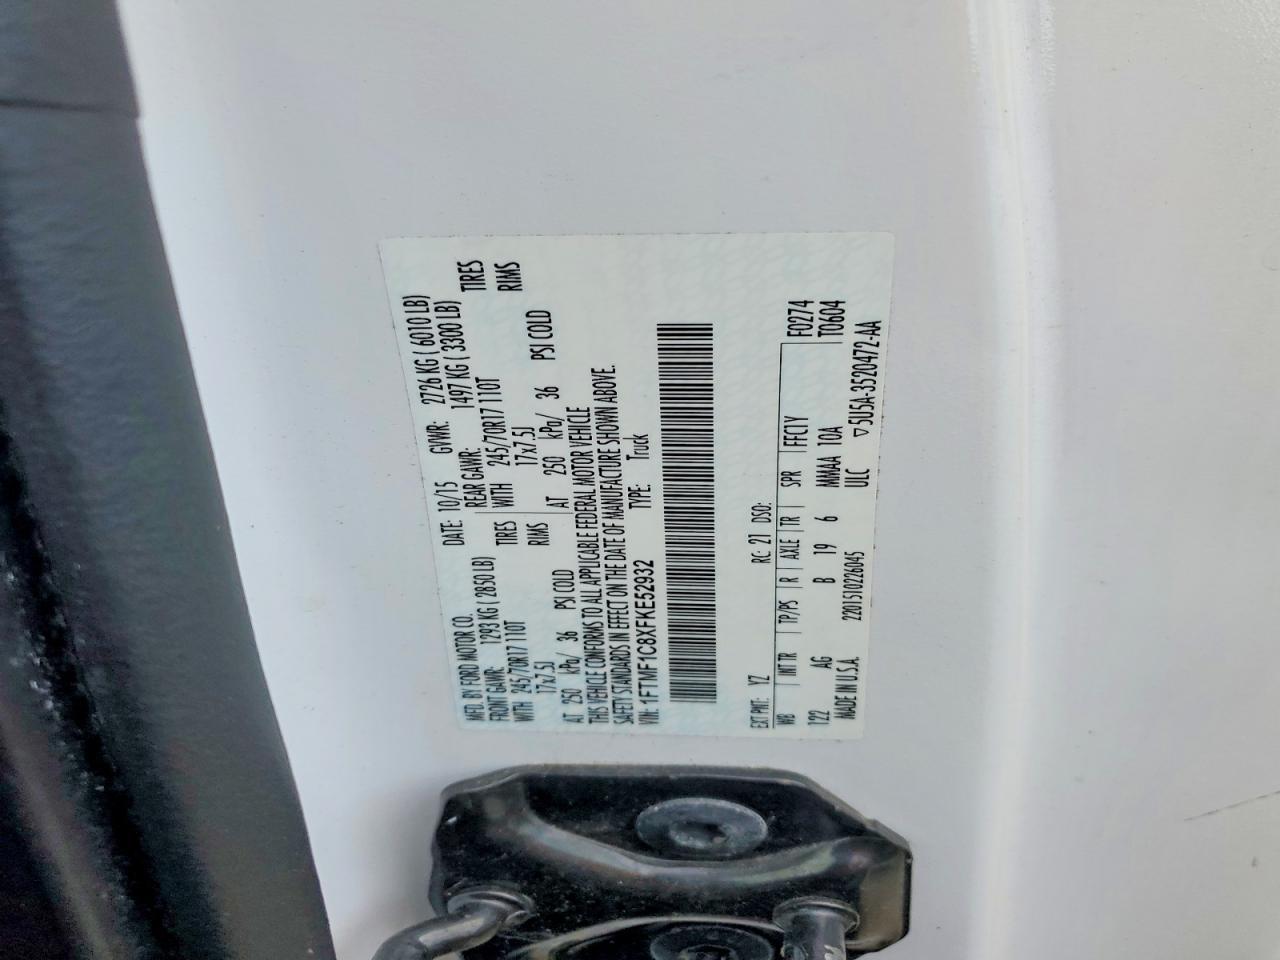 MFD. BY FORD MOTOR CO. DATE: 10/15 GVWR: 2726 KG ( 6010 LB)
FRONT GAWR: 1293 KG ( 2850 LB) REAR GAWR: 1497 KG ( 3300 LB)
WITH 245/70R17 110T TIRES WITH 245/70R17 110T TIRES
17x7.5J RIMS 17x7.5J RIMS
AT 250 kPa/ 36 PSI COLD AT 250 kPa/ 36 PSI COLD
THIS VEHICLE CONFORMS TO ALL APPLICABLE FEDERAL MOTOR VEHICLE
SAFETY STANDARDS IN EFFECT ON THE DATE OF MANUFACTURE SHOWN ABOVE.
VIN: 1FTMF1C8XFKE52932 TYPE: Truck
EXT PNT: YZ RC: 21 DSO:
WB INT TR TP/PS R AXLE TR SPR FFC1Y F0274
122 AG B 19 6 MMAA 10A T0604
MADE IN U.S.A. 2201510226045 ULC ▽5U5A-3520472-AA